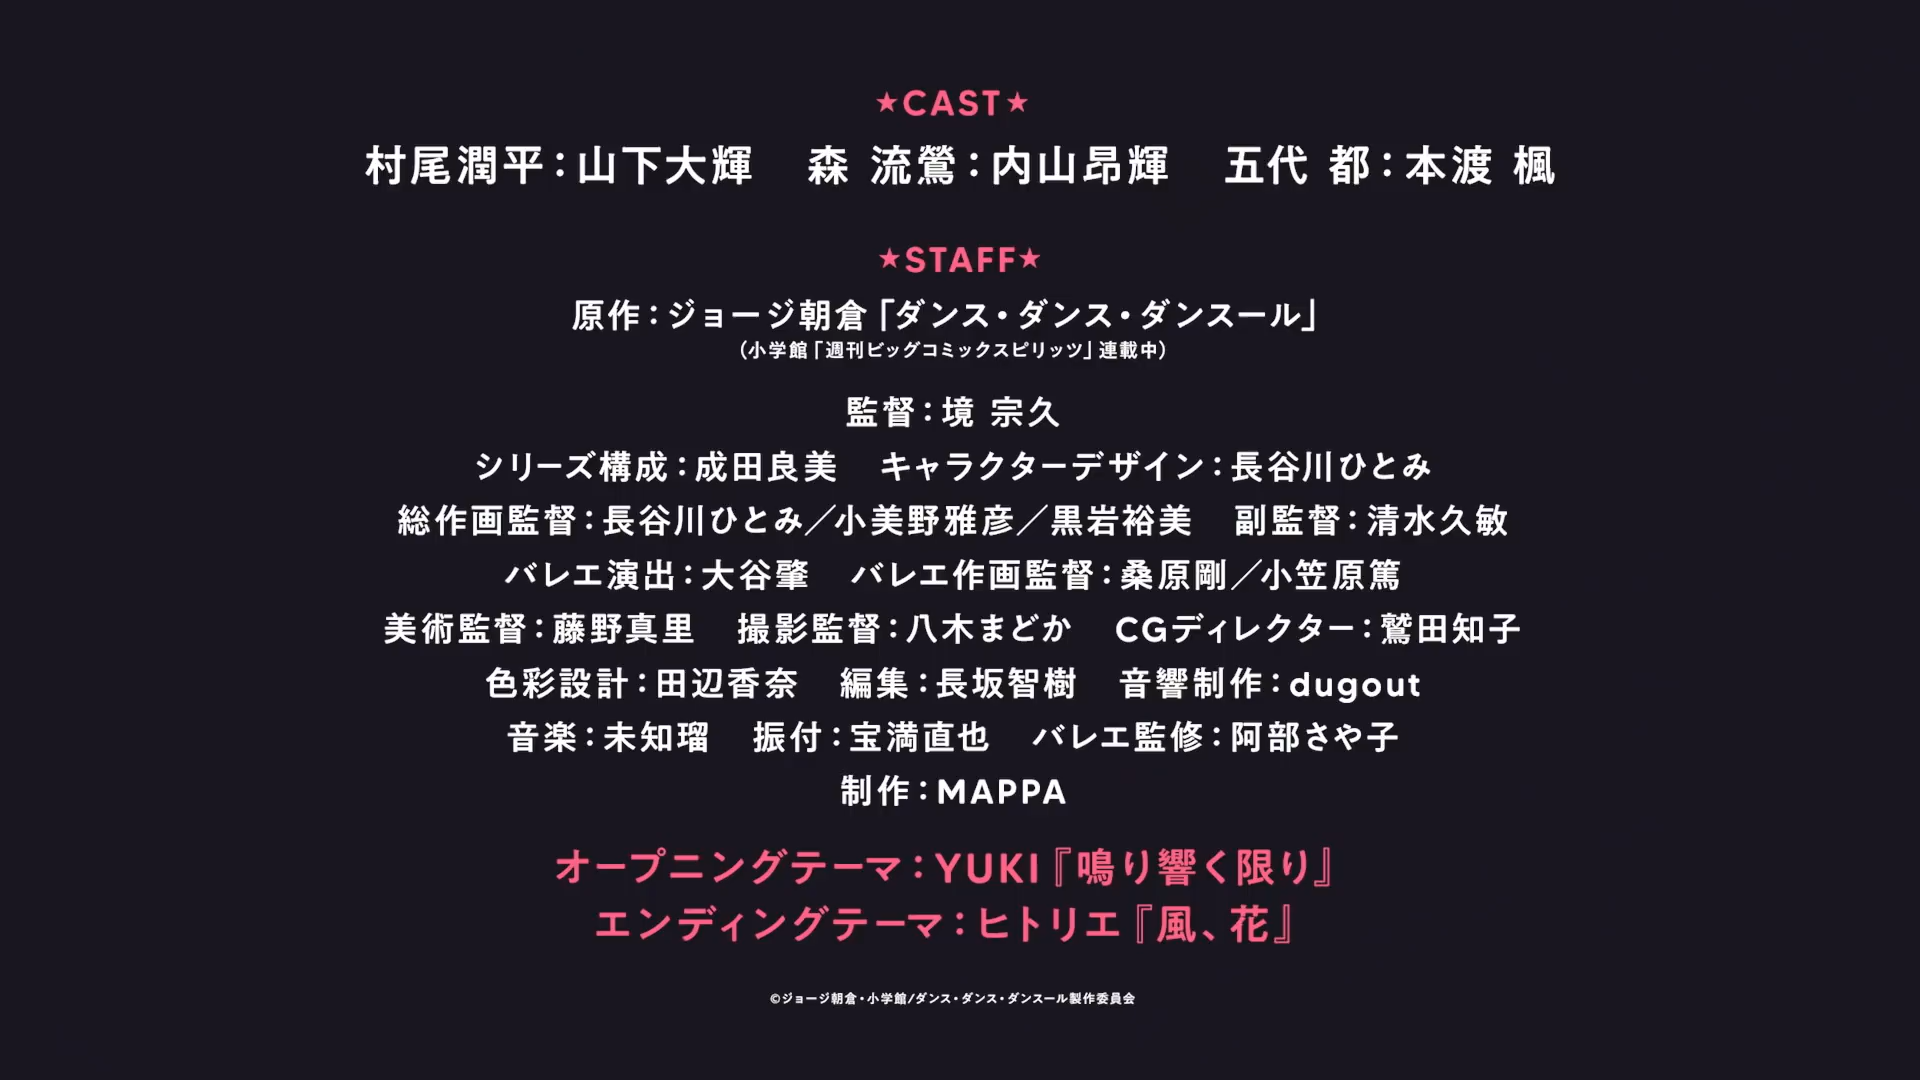 ★CAST★
村尾潤平：山下大輝　森 流鶯：内山昂輝　五代 都：本渡 楓
★STAFF★
原作：ジョージ朝倉「ダンス・ダンス・ダンスール」
（小学館「週刊ビッグコミックスピリッツ」連載中）
監督：境 宗久
シリーズ構成：成田良美　キャラクターデザイン：長谷川ひとみ
総作画監督：長谷川ひとみ／小美野雅彦／黒岩裕美　副監督：清水久敏
バレエ演出：大谷肇　バレエ作画監督：桑原剛／小笠原篤
美術監督：藤野真里　撮影監督：八木まどか　CGディレクター：鷲田知子
色彩設計：田辺香奈　編集：長坂智樹　音響制作：dugout
音楽：未知瑠　振付：宝満直也　バレエ監修：阿部さや子
制作：MAPPA
オープニングテーマ：YUKI『鳴り響く限り』
エンディングテーマ：ヒトリエ『風、花』
©ジョージ朝倉・小学館/ダンス・ダンス・ダンスール製作委員会